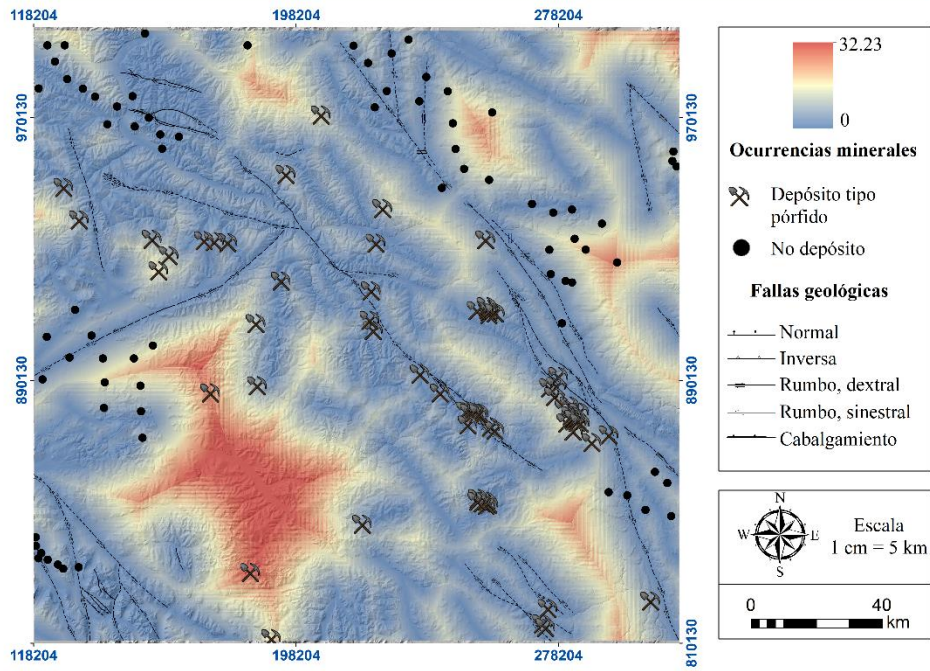 118204 198204 278204
970130
890130
810130
970130
890130
118204 198204 278204
32.23
0
Ocurrencias minerales
Depósito tipo
pórfido
No depósito
Fallas geológicas
Normal
Inversa
Rumbo, dextral
Rumbo, sinestral
Cabalgamiento
N
W E
S
Escala
1 cm = 5 km
0 40
km